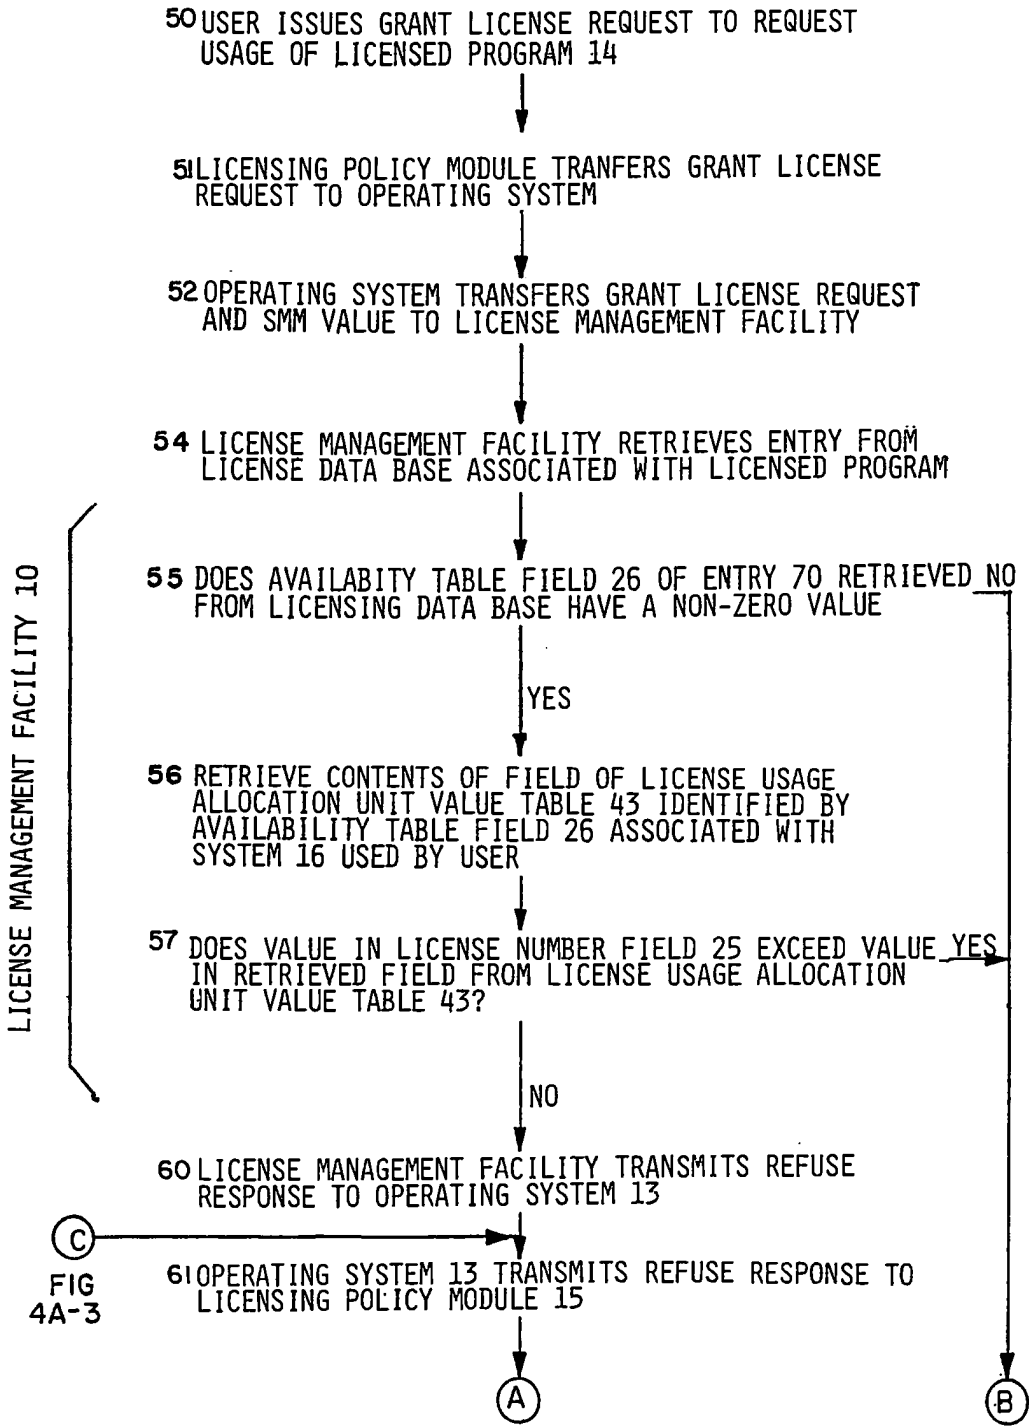 50 USER ISSUES GRANT LICENSE REQUEST TO REQUEST
USAGE OF LICENSED PROGRAM 14
51 LICENSING POLICY MODULE TRANFERS GRANT LICENSE
REQUEST TO OPERATING SYSTEM
52 OPERATING SYSTEM TRANSFERS GRANT LICENSE REQUEST
AND SMM VALUE TO LICENSE MANAGEMENT FACILITY
54 LICENSE MANAGEMENT FACILITY RETRIEVES ENTRY FROM
LICENSE DATA BASE ASSOCIATED WITH LICENSED PROGRAM
LICENSE MANAGEMENT FACILITY 10
55 DOES AVAILABITY TABLE FIELD 26 OF ENTRY 70 RETRIEVED NO
FROM LICENSING DATA BASE HAVE A NON-ZERO VALUE
YES
56 RETRIEVE CONTENTS OF FIELD OF LICENSE USAGE
ALLOCATION UNIT VALUE TABLE 43 IDENTIFIED BY
AVAILABILITY TABLE FIELD 26 ASSOCIATED WITH
SYSTEM 16 USED BY USER
57 DOES VALUE IN LICENSE NUMBER FIELD 25 EXCEED VALUE YES
IN RETRIEVED FIELD FROM LICENSE USAGE ALLOCATION
UNIT VALUE TABLE 43?
NO
60 LICENSE MANAGEMENT FACILITY TRANSMITS REFUSE
RESPONSE TO OPERATING SYSTEM 13
C
FIG
4A-3
61 OPERATING SYSTEM 13 TRANSMITS REFUSE RESPONSE TO
LICENSING POLICY MODULE 15
A
B